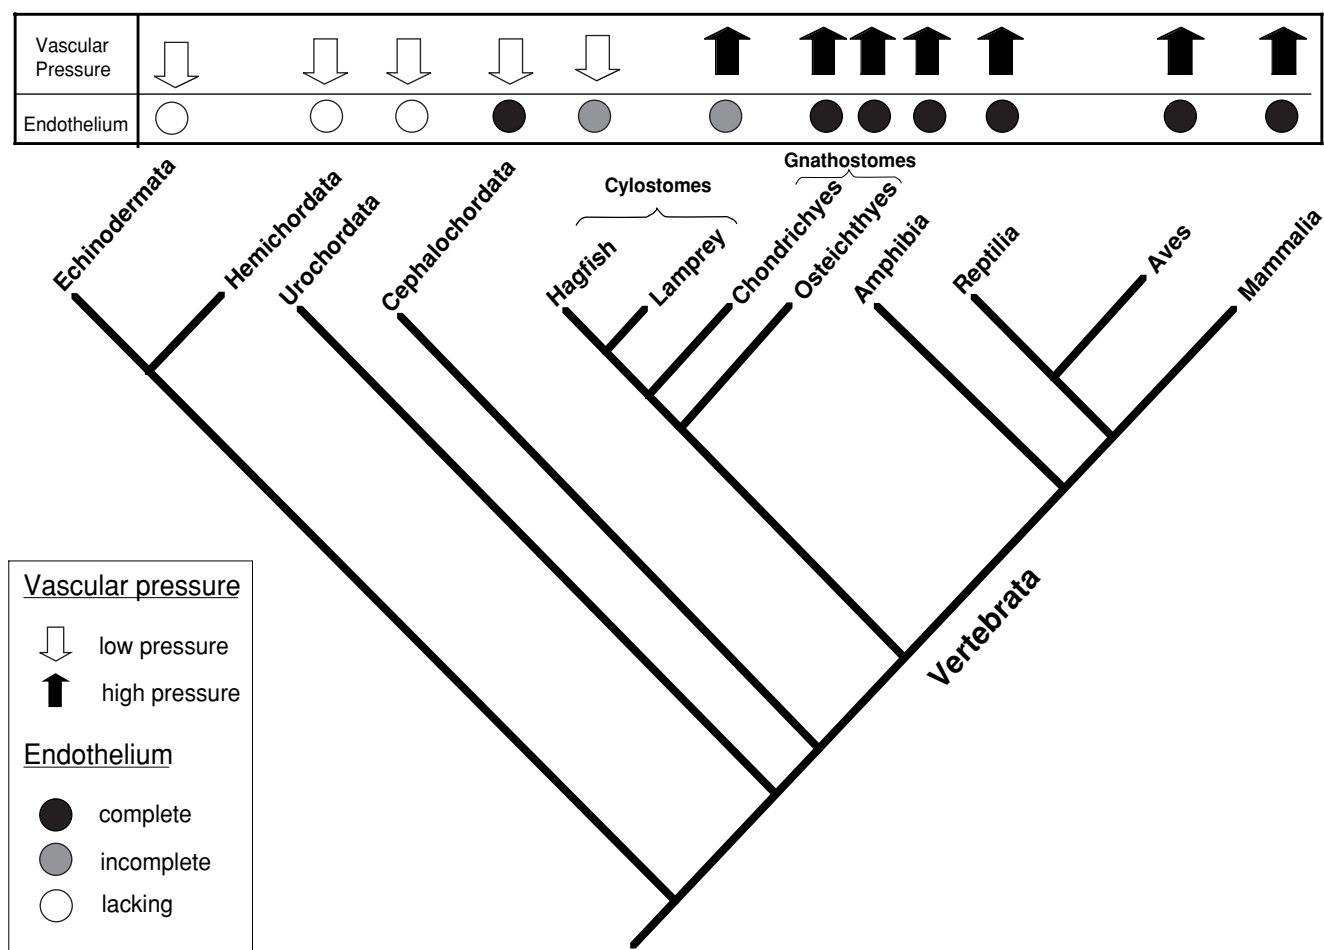 Vascular
Pressure
Endothelium
Gnathostomes
Cylostomes
Echinodermata
Hemichordata
Urochordata
Cephalochordata
Hagfish
Lamprey
Chondrichyes
Osteichthyes
Amphibia
Reptilia
Aves
Mammalia
Vertebrata
Vascular pressure
low pressure
high pressure
Endothelium
complete
incomplete
lacking